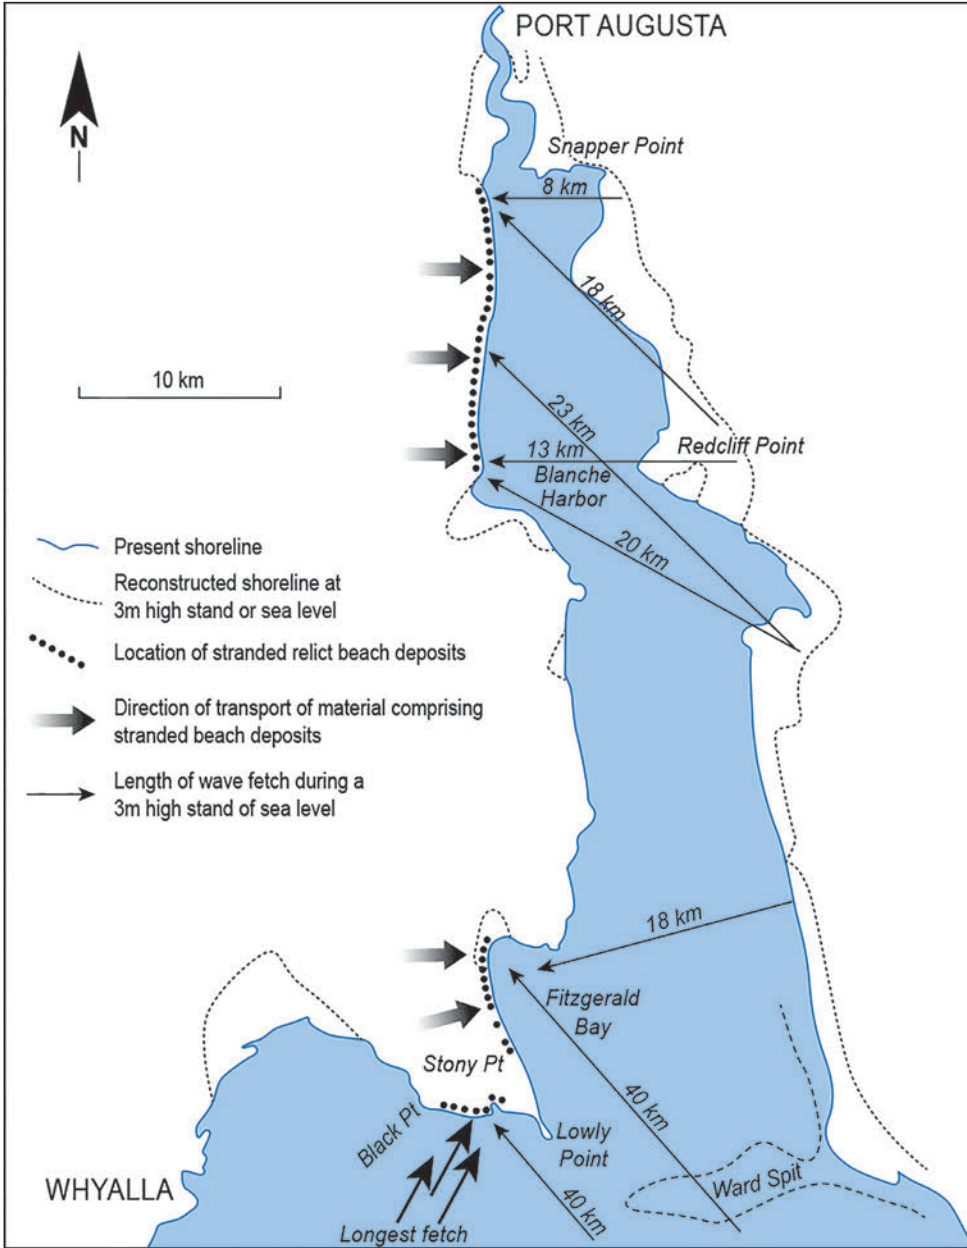 PORT AUGUSTA
N
Snapper Point
8 km
18 km
10 km
23 km
Redcliff Point
13 km
Blanche
Harbor
20 km
Present shoreline
Reconstructed shoreline at
3m high stand or sea level
Location of stranded relict beach deposits
Direction of transport of material comprising
stranded beach deposits
Length of wave fetch during a
3m high stand of sea level
18 km
Fitzgerald
Bay
Stony Pt
Black Pt
Lowly
Point
40 km
Ward Spit
WHYALLA
40 km
Longest fetch